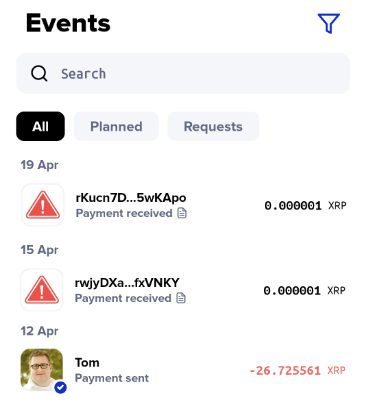 Events
Search
All Planned Requests
19 Apr
rKucn7D...5wKApo
Payment received
0.000001 XRP
15 Apr
rwjyDXa...fxVNKY
Payment received
0.000001 XRP
12 Apr
Tom
Payment sent
-26.725561 XRP